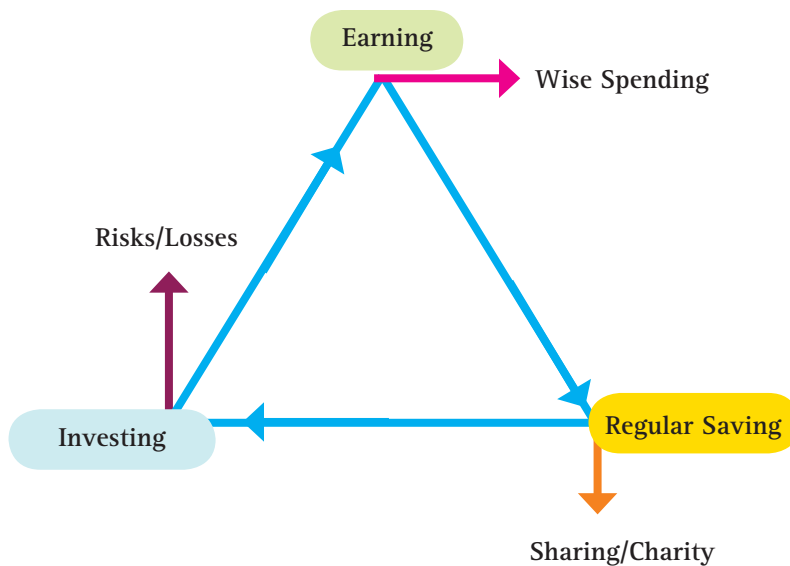 Earning
Wise Spending
Risks/Losses
Investing
Regular Saving
Sharing/Charity